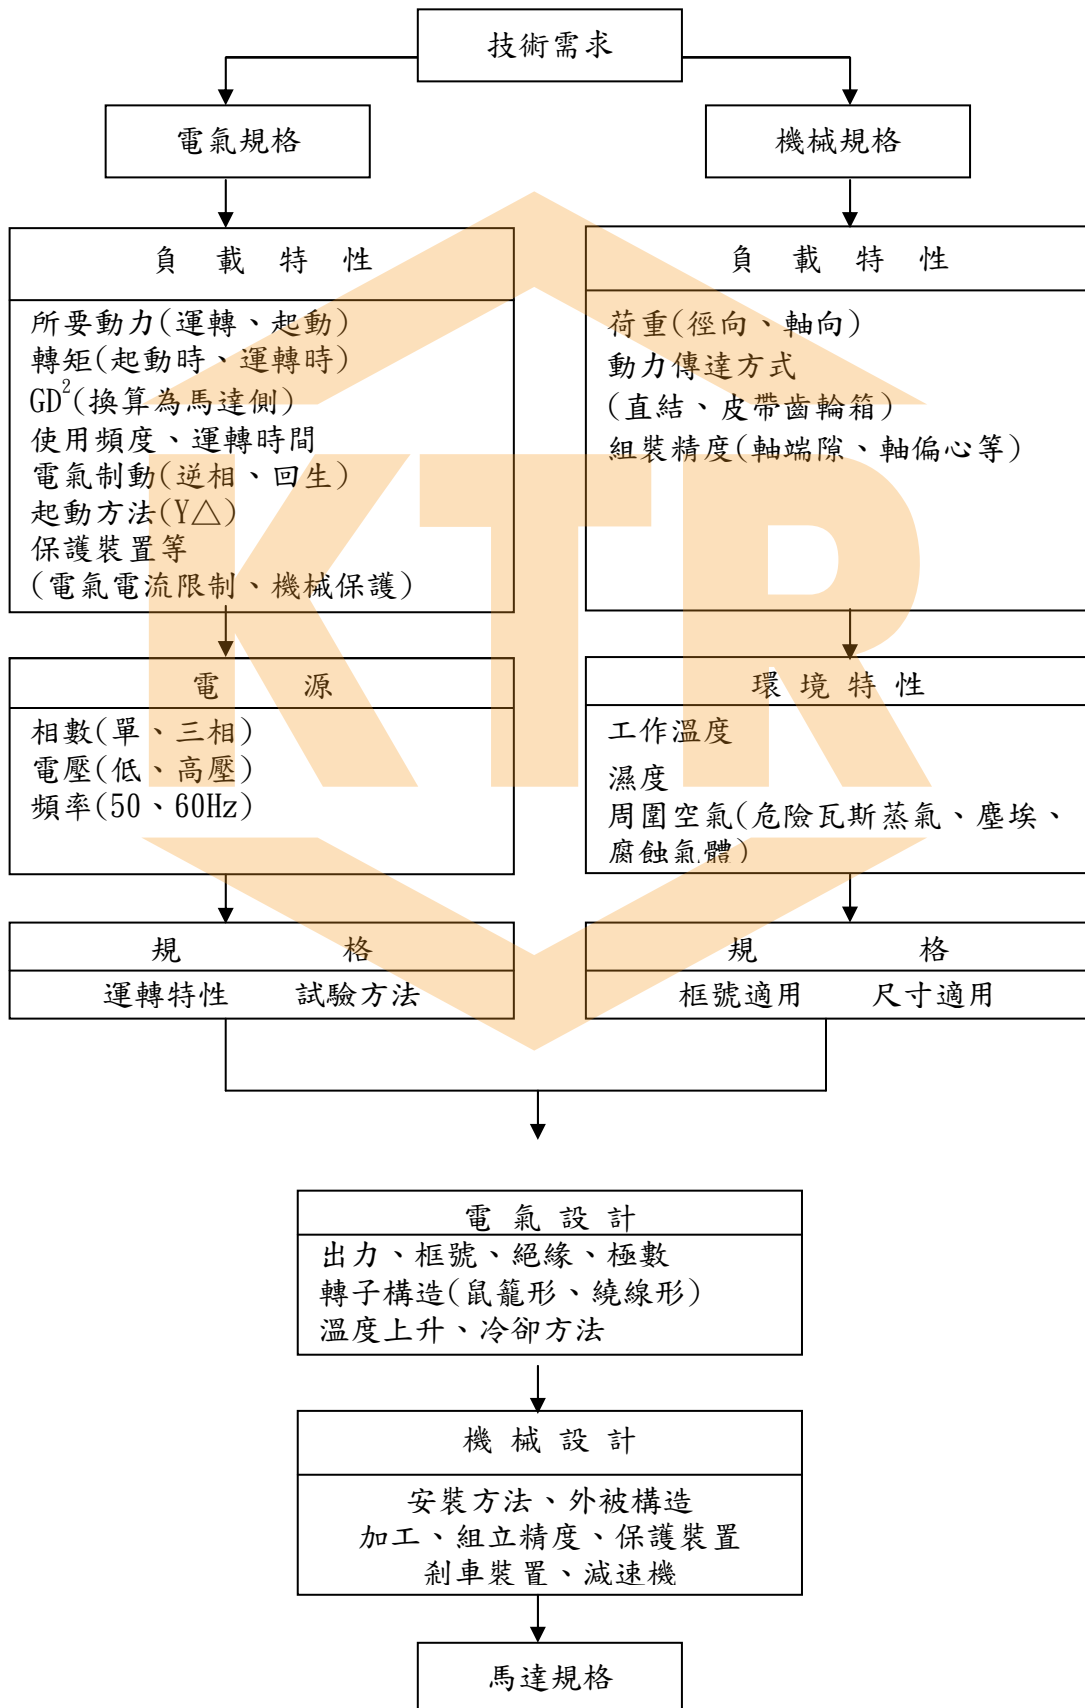 技術需求
電氣規格
機械規格
負載特性
所要動力(運轉、起動)
轉矩(起動時、運轉時)
GD²(換算為馬達側)
使用頻度、運轉時間
電氣制動(逆相、回生)
起動方法(Y△)
保護裝置等
(電氣電流限制、機械保護)
負載特性
荷重(徑向、軸向)
動力傳達方式
(直結、皮帶齒輪箱)
組裝精度(軸端隙、軸偏心等)
電源
相數(單、三相)
電壓(低、高壓)
頻率(50、60Hz)
環境特性
工作溫度
濕度
周圍空氣(危險瓦斯蒸氣、塵埃、
腐蝕氣體)
規格
運轉特性 試驗方法
規格
框號適用 尺寸適用
電氣設計
出力、框號、絕緣、極數
轉子構造(鼠籠形、繞線形)
溫度上升、冷卻方法
機械設計
安裝方法、外被構造
加工、組立精度、保護裝置
剎車裝置、減速機
馬達規格
KTR